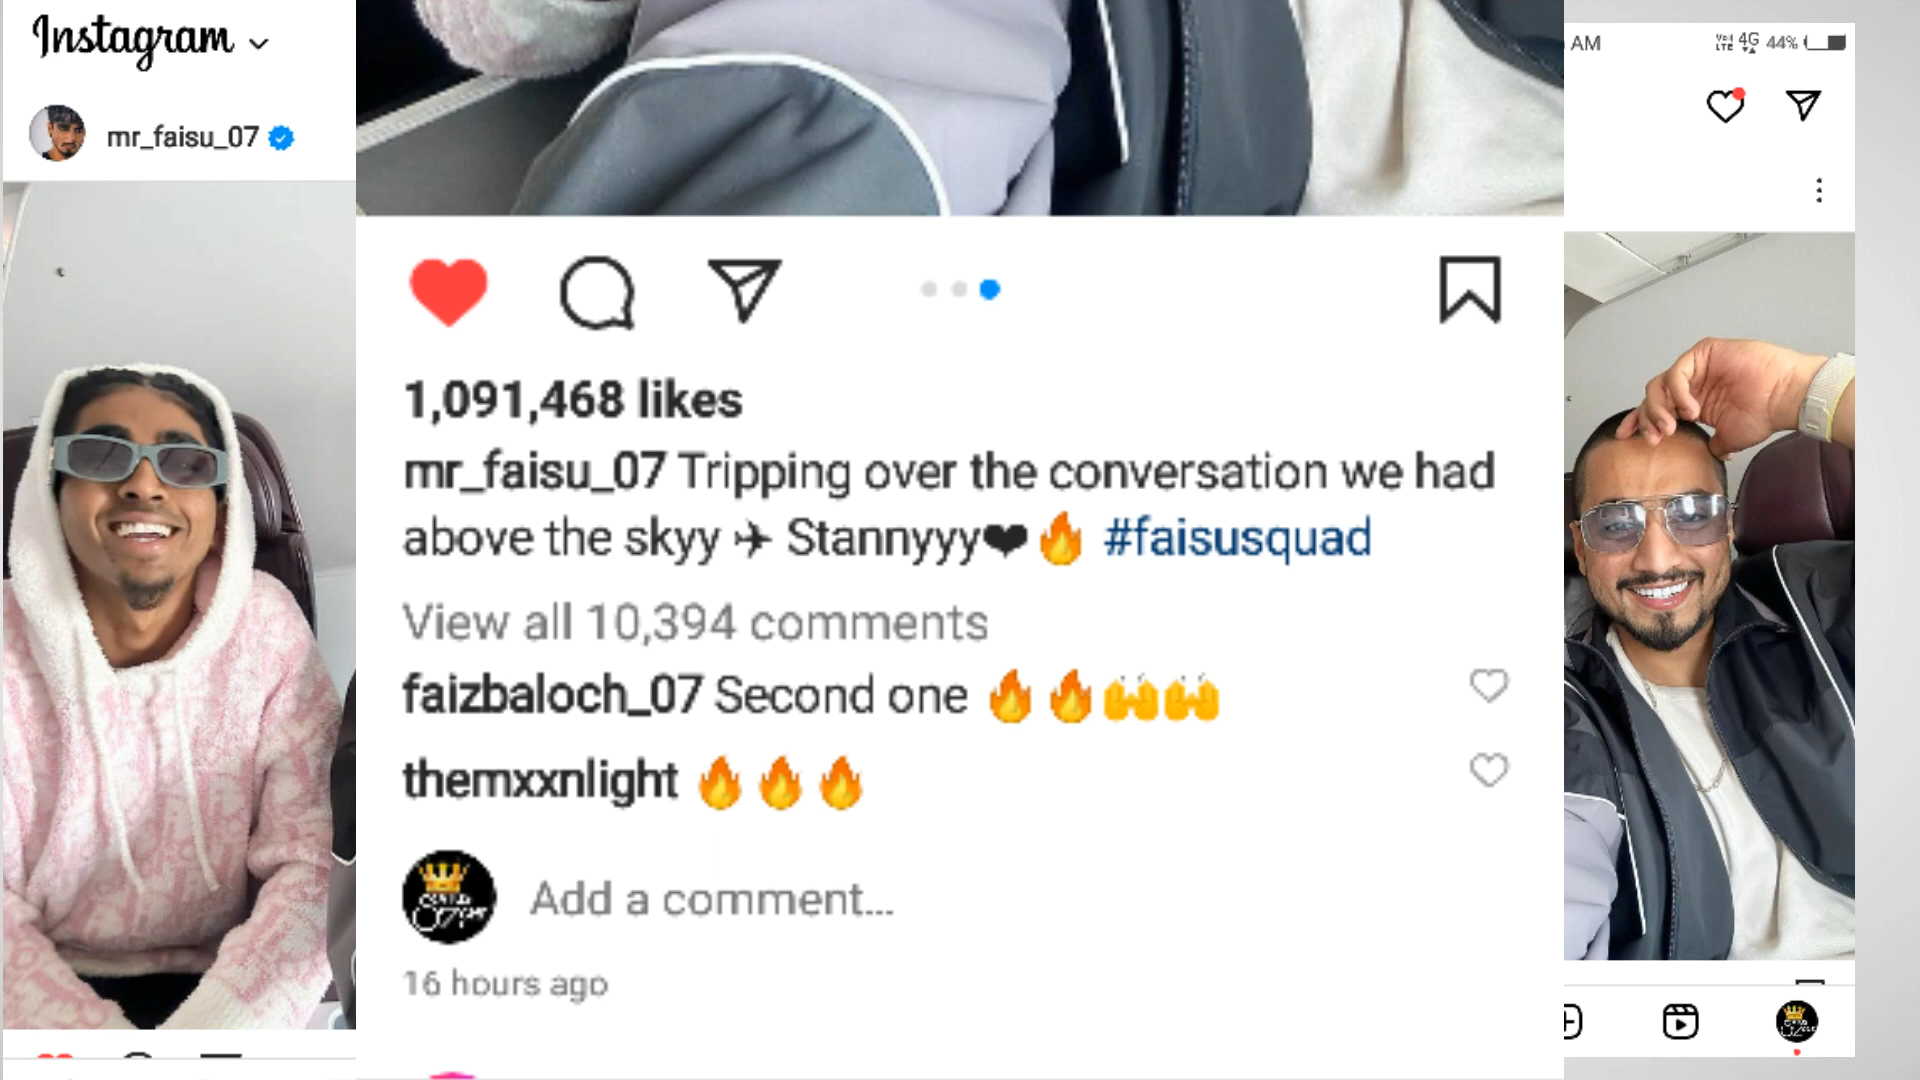 Instagram
mr_faisu_07
1,091,468 likes
mr_faisu_07 Tripping over the conversation we had
above the skyy ✈ Stannyyy❤🔥 #faisusquad
View all 10,394 comments
faizbaloch_07 Second one 🔥🔥🙌🙌
themxxnlight 🔥🔥🔥
Add a comment...
16 hours ago
AM
4G 44%